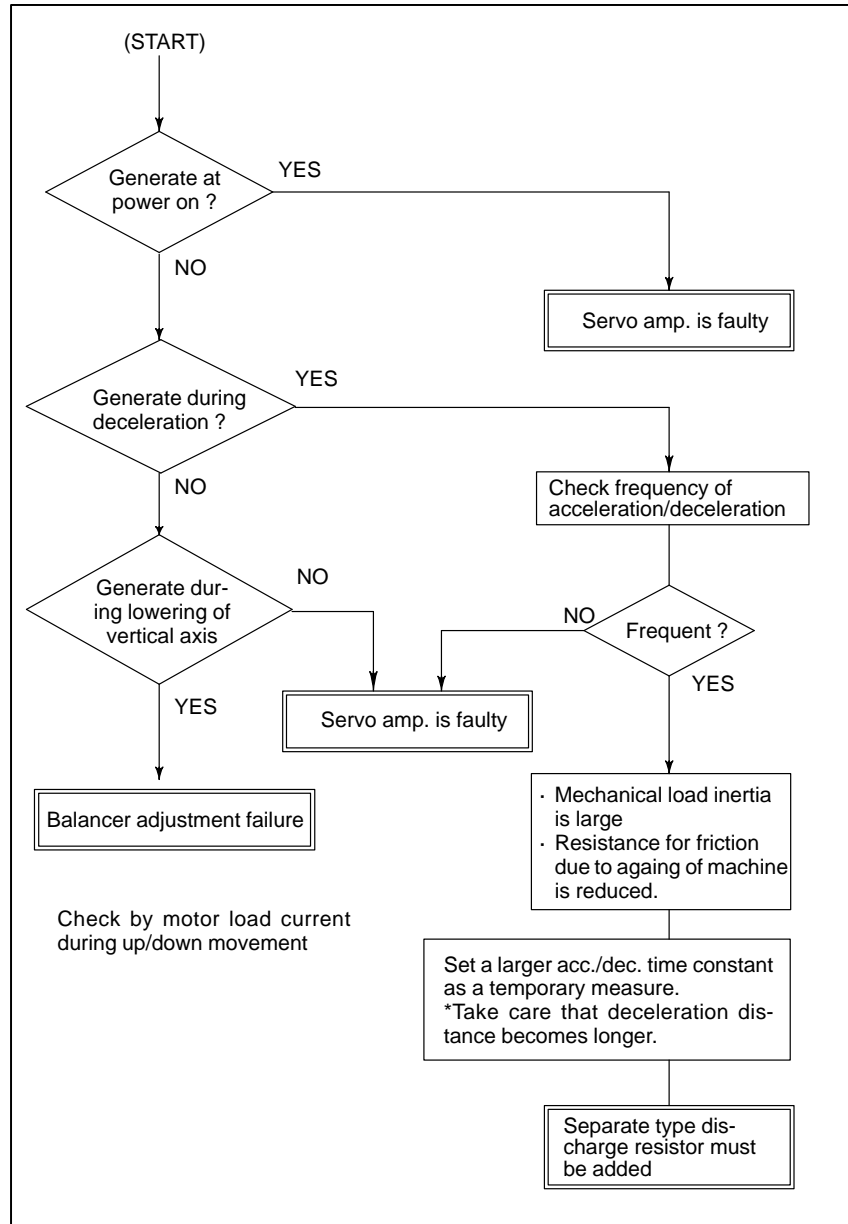 (START)
Generate at
power on ?
YES
NO
Servo amp. is faulty
Generate during
deceleration ?
YES
NO
Check frequency of
acceleration/deceleration
Generate dur-
ing lowering of
vertical axis
NO
YES
NO
Frequent ?
YES
Servo amp. is faulty
Balancer adjustment failure
Check by motor load current
during up/down movement
· Mechanical load inertia
is large
· Resistance for friction
due to againg of machine
is reduced.
Set a larger acc./dec. time constant
as a temporary measure.
*Take care that deceleration dis-
tance becomes longer.
Separate type dis-
charge resistor must
be added